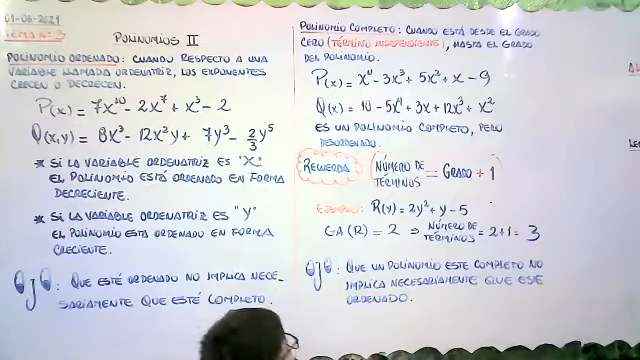 01-06-2021
TEMA Nº 3
POLINOMIOS II
POLINOMIO ORDENADO: CUANDO RESPECTO A UNA
VARIABLE LLAMADA ORDENATRIZ, LOS EXPONENTES
CRECEN O DECRECEN.
P(x) = 7x¹⁰ - 2x⁷ + x³ - 2
Q(x,y) = 8x³ - 12x²y + 7y³ - 2/3 y⁵
* SI LA VARIABLE ORDENATRIZ ES "X"
EL POLINOMIO ESTÁ ORDENADO EN FORMA
DECRECIENTE.
* SI LA VARIABLE ORDENATRIZ ES "Y"
EL POLINOMIO ESTA ORDENADO EN FORMA
CRECIENTE.
OJO: QUE ESTÉ ORDENADO NO IMPLICA NECE-
SARIAMENTE QUE ESTÉ COMPLETO.
POLINOMIO COMPLETO: CUANDO ESTÁ DESDE EL GRADO
CERO (TÉRMINO INDEPENDIENTE), HASTA EL GRADO
DEL POLINOMIO.
P(x) = x⁴ - 3x³ + 5x² + x - 9
Q(x) = 10 - 5x⁴ + 3x + 12x³ + x²
ES UN POLINOMIO COMPLETO, PERO
DESORDENADO.
RECUERDA (NÚMERO DE TÉRMINOS = GRADO + 1)
EJEMPLO: R(y) = 2y² + y - 5
GA(R) = 2 ⇒ NÚMERO DE TÉRMINOS = 2+1 = 3
OJO: QUE UN POLINOMIO ESTE COMPLETO NO
IMPLICA NECESARIAMENTE QUE ESTE
ORDENADO.